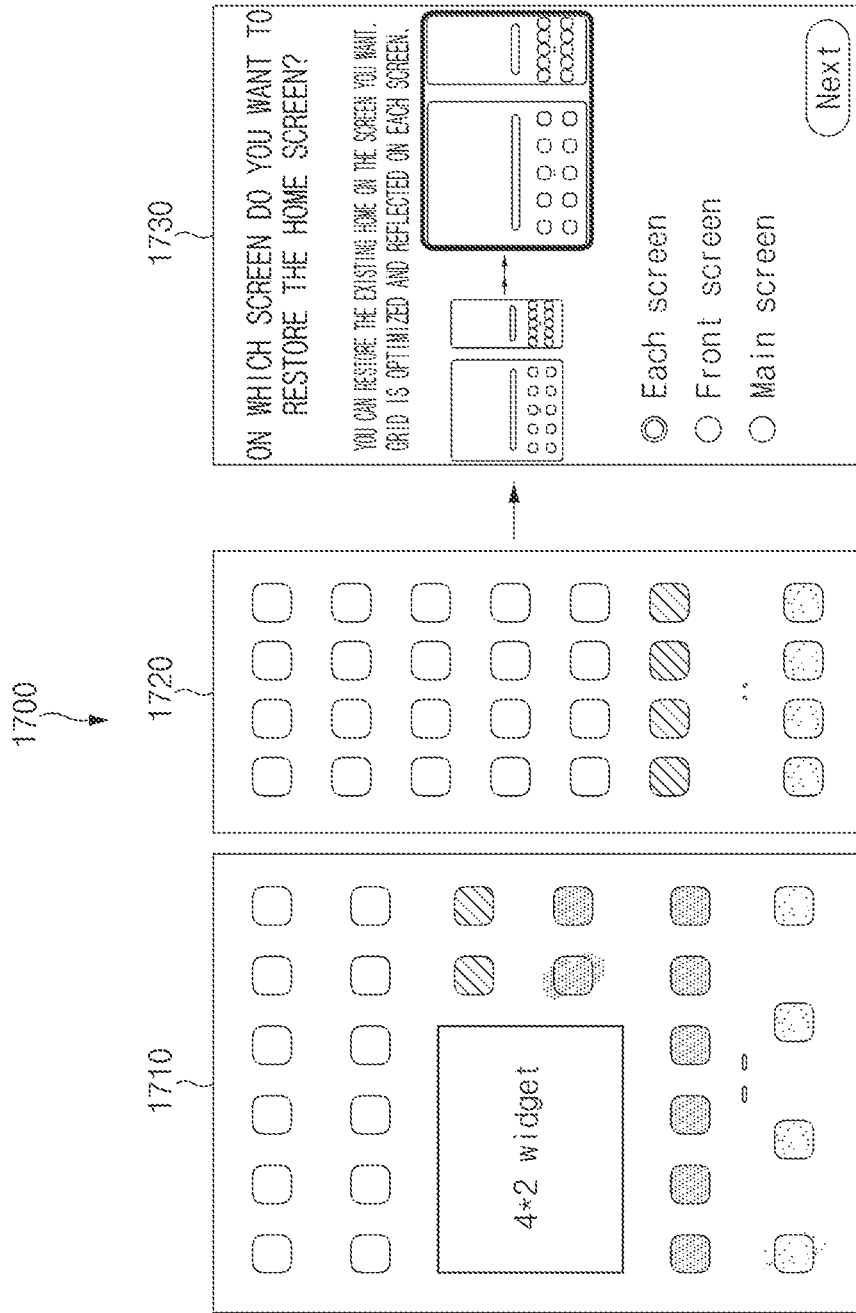 1700
1710
4*2 widget
1720
1730
ON WHICH SCREEN DO YOU WANT TO
RESTORE THE HOME SCREEN?
YOU CAN RESTORE THE EXISTING HOME ON THE SCREEN YOU WANT.
GRID IS OPTIMIZED AND REFLECTED ON EACH SCREEN.
Each screen
Front screen
Main screen
Next